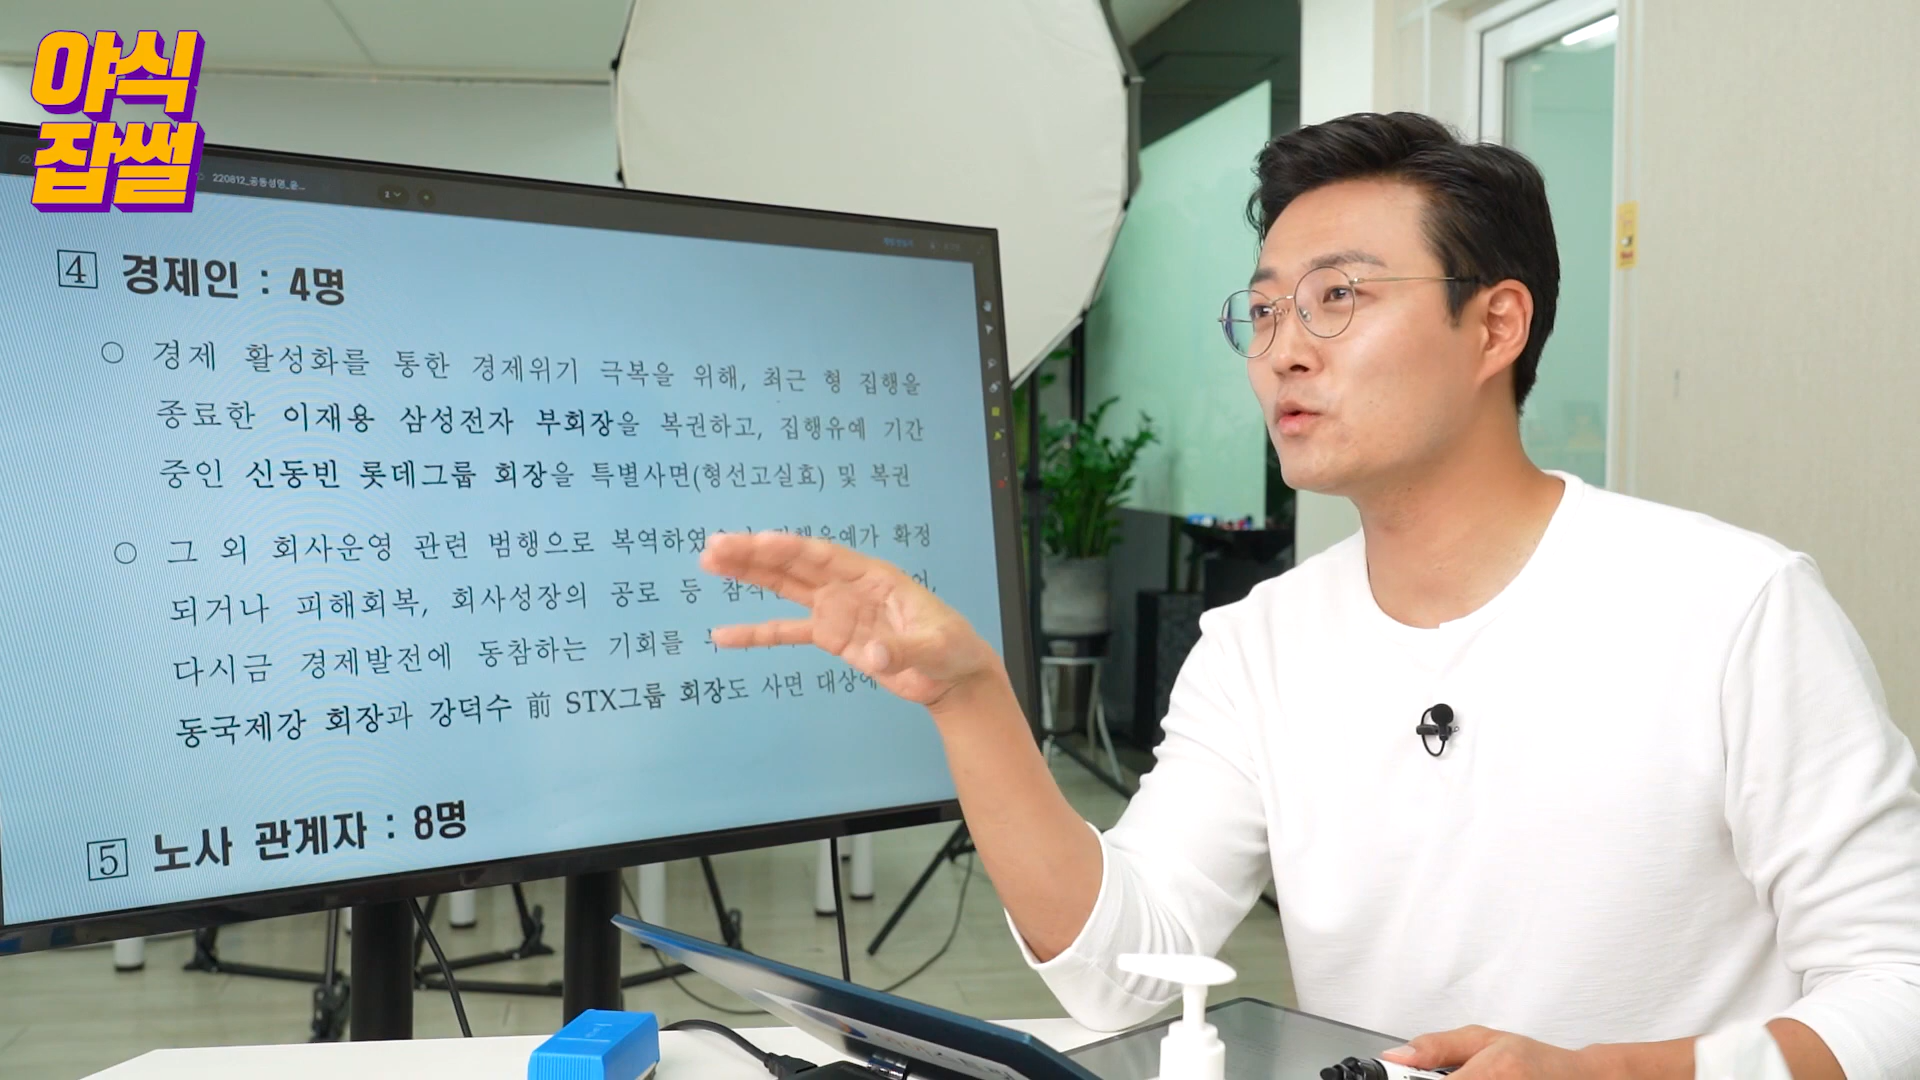 야식
잡썰
220812_공동성명_윤...
4 경제인 : 4명
○ 경제 활성화를 통한 경제위기 극복을 위해, 최근 형 집행을
종료한 이재용 삼성전자 부회장을 복권하고, 집행유예 기간
중인 신동빈 롯데그룹 회장을 특별사면(형선고실효) 및 복권
○ 그 외 회사운영 관련 범행으로 복역하였 확정
되거나 피해회복, 회사성장의 공로 등
다시금 경제발전에 동참하는 기회를
동국제강 회장과 강덕수 前 STX그룹 회장도 사면 대상에
5 노사 관계자 : 8명